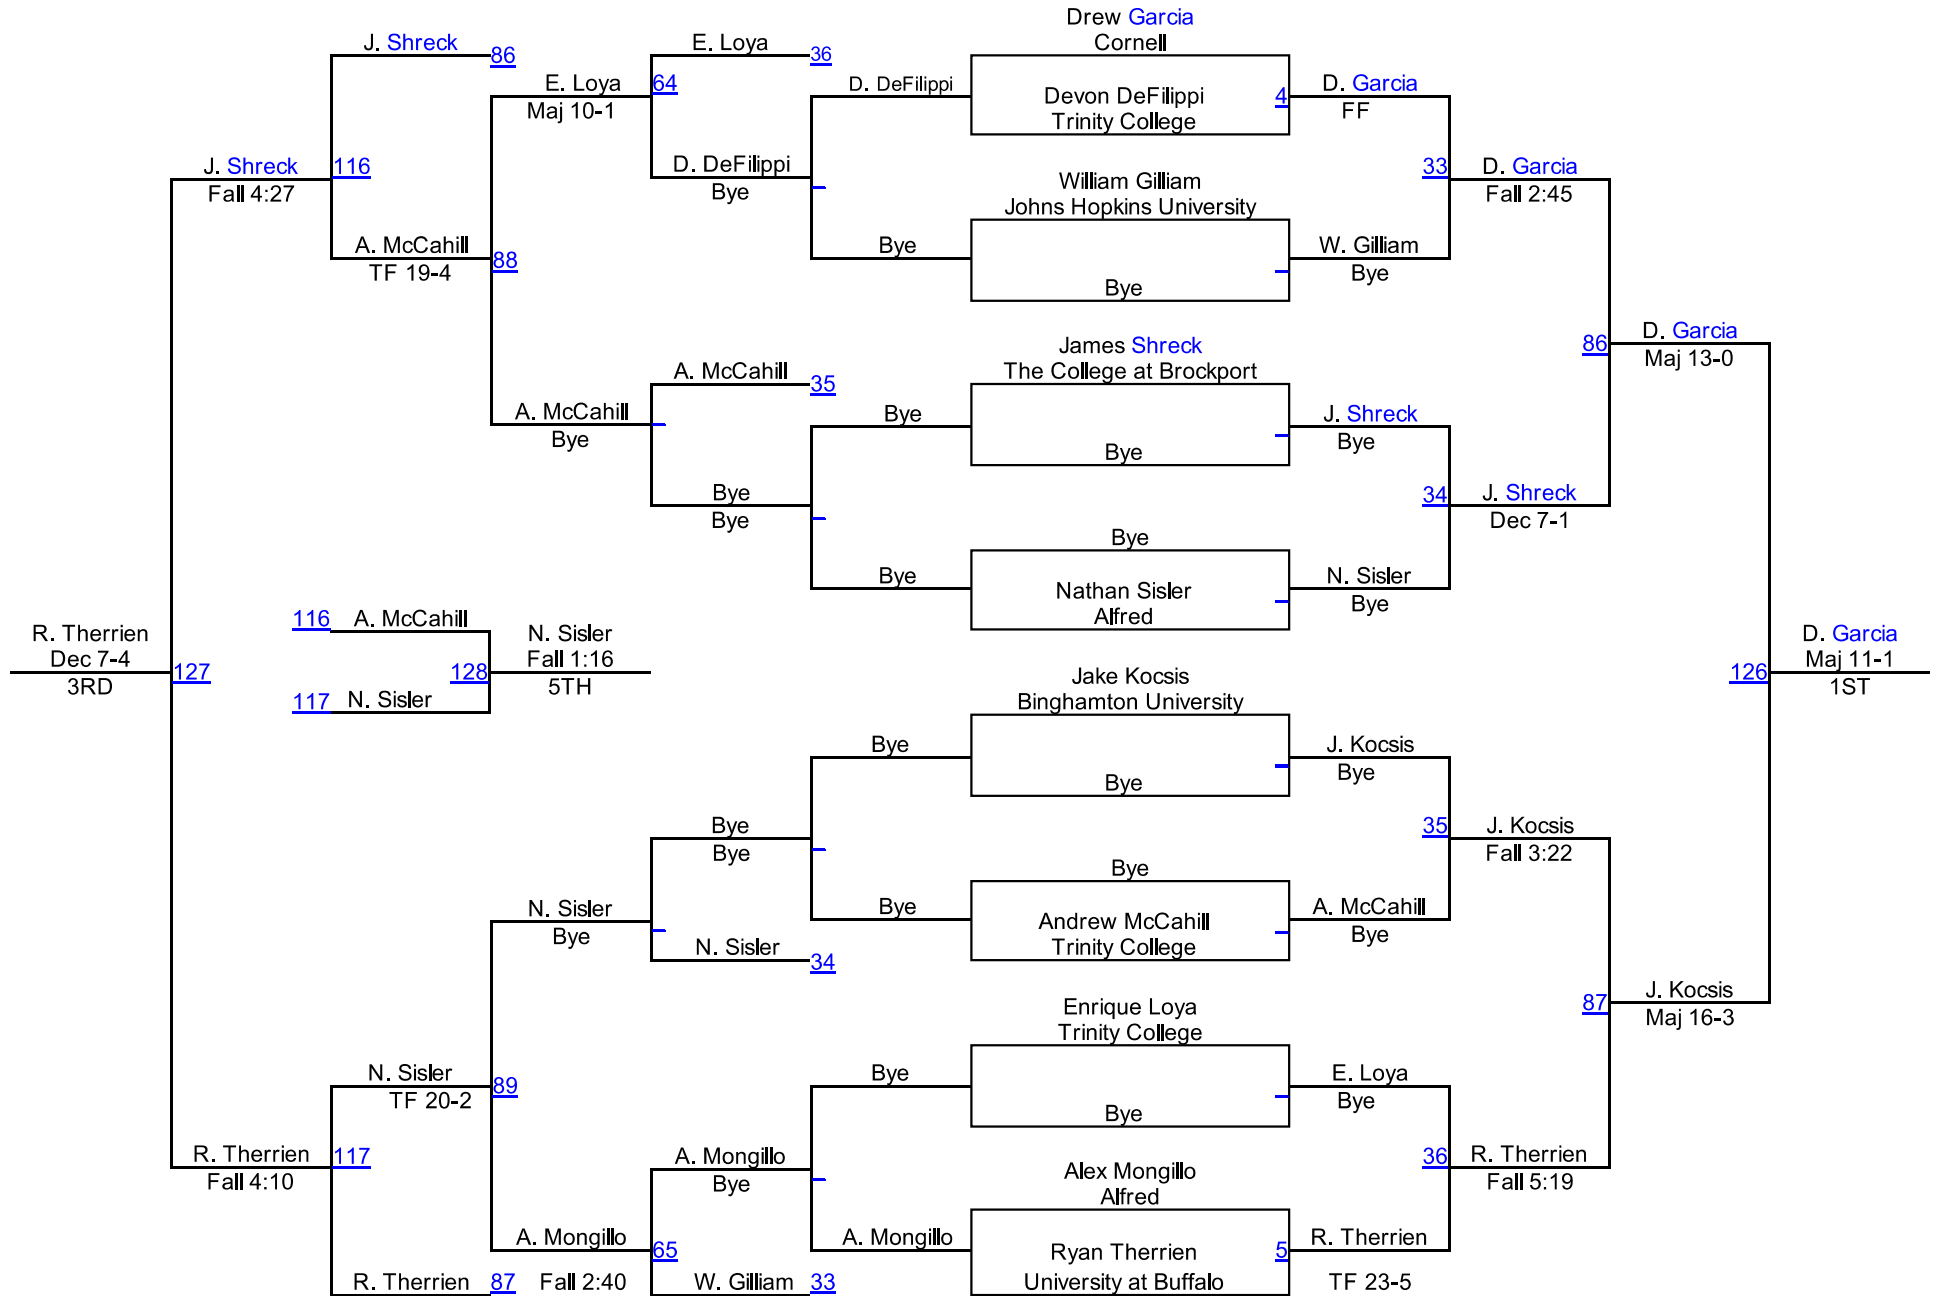 Drew Garcia
J. Shreck
E. Loya
Cornell
86
36
E. Loya
64
D. DeFilippi
D. Garcia
Maj 10-1
Devon DeFilippi
4
FF
Trinity College
J. Shreck
116
D. DeFilippi
33
D. Garcia
Fall 4:27
Bye
William Gilliam
Fall 2:45
Johns Hopkins University
A. McCahill
Bye
W. Gilliam
TF 19-4
88
Bye
Bye
James Shreck
86
D. Garcia
A. McCahill
35
The College at Brockport
Maj 13-0
A. McCahill
Bye
J. Shreck
Bye
Bye
Bye
Bye
34
J. Shreck
Bye
Dec 7-1
Bye
Bye
N. Sisler
Nathan Sisler
Bye
Alfred
116
A. McCahill
R. Therrien
N. Sisler
D. Garcia
Dec 7-4
127
128
Fall 1:16
Jake Kocsis
126
Maj 11-1
3RD
5TH
1ST
117
N. Sisler
Binghamton University
Bye
J. Kocsis
Bye
Bye
Bye
35
J. Kocsis
Bye
Fall 3:22
Bye
N. Sisler
Bye
A. McCahill
Bye
Andrew McCahill
Bye
N. Sisler
34
Trinity College
Enrique Loya
87
J. Kocsis
Trinity College
Maj 16-3
N. Sisler
89
Bye
E. Loya
TF 20-2
Bye
Bye
R. Therrien
117
A. Mongillo
36
R. Therrien
Fall 4:10
Bye
Alex Mongillo
Fall 5:19
Alfred
A. Mongillo
65
A. Mongillo
Ryan Therrien
5
R. Therrien
R. Therrien
87
Fall 2:40
W. Gilliam
33
University at Buffalo
TF 23-5